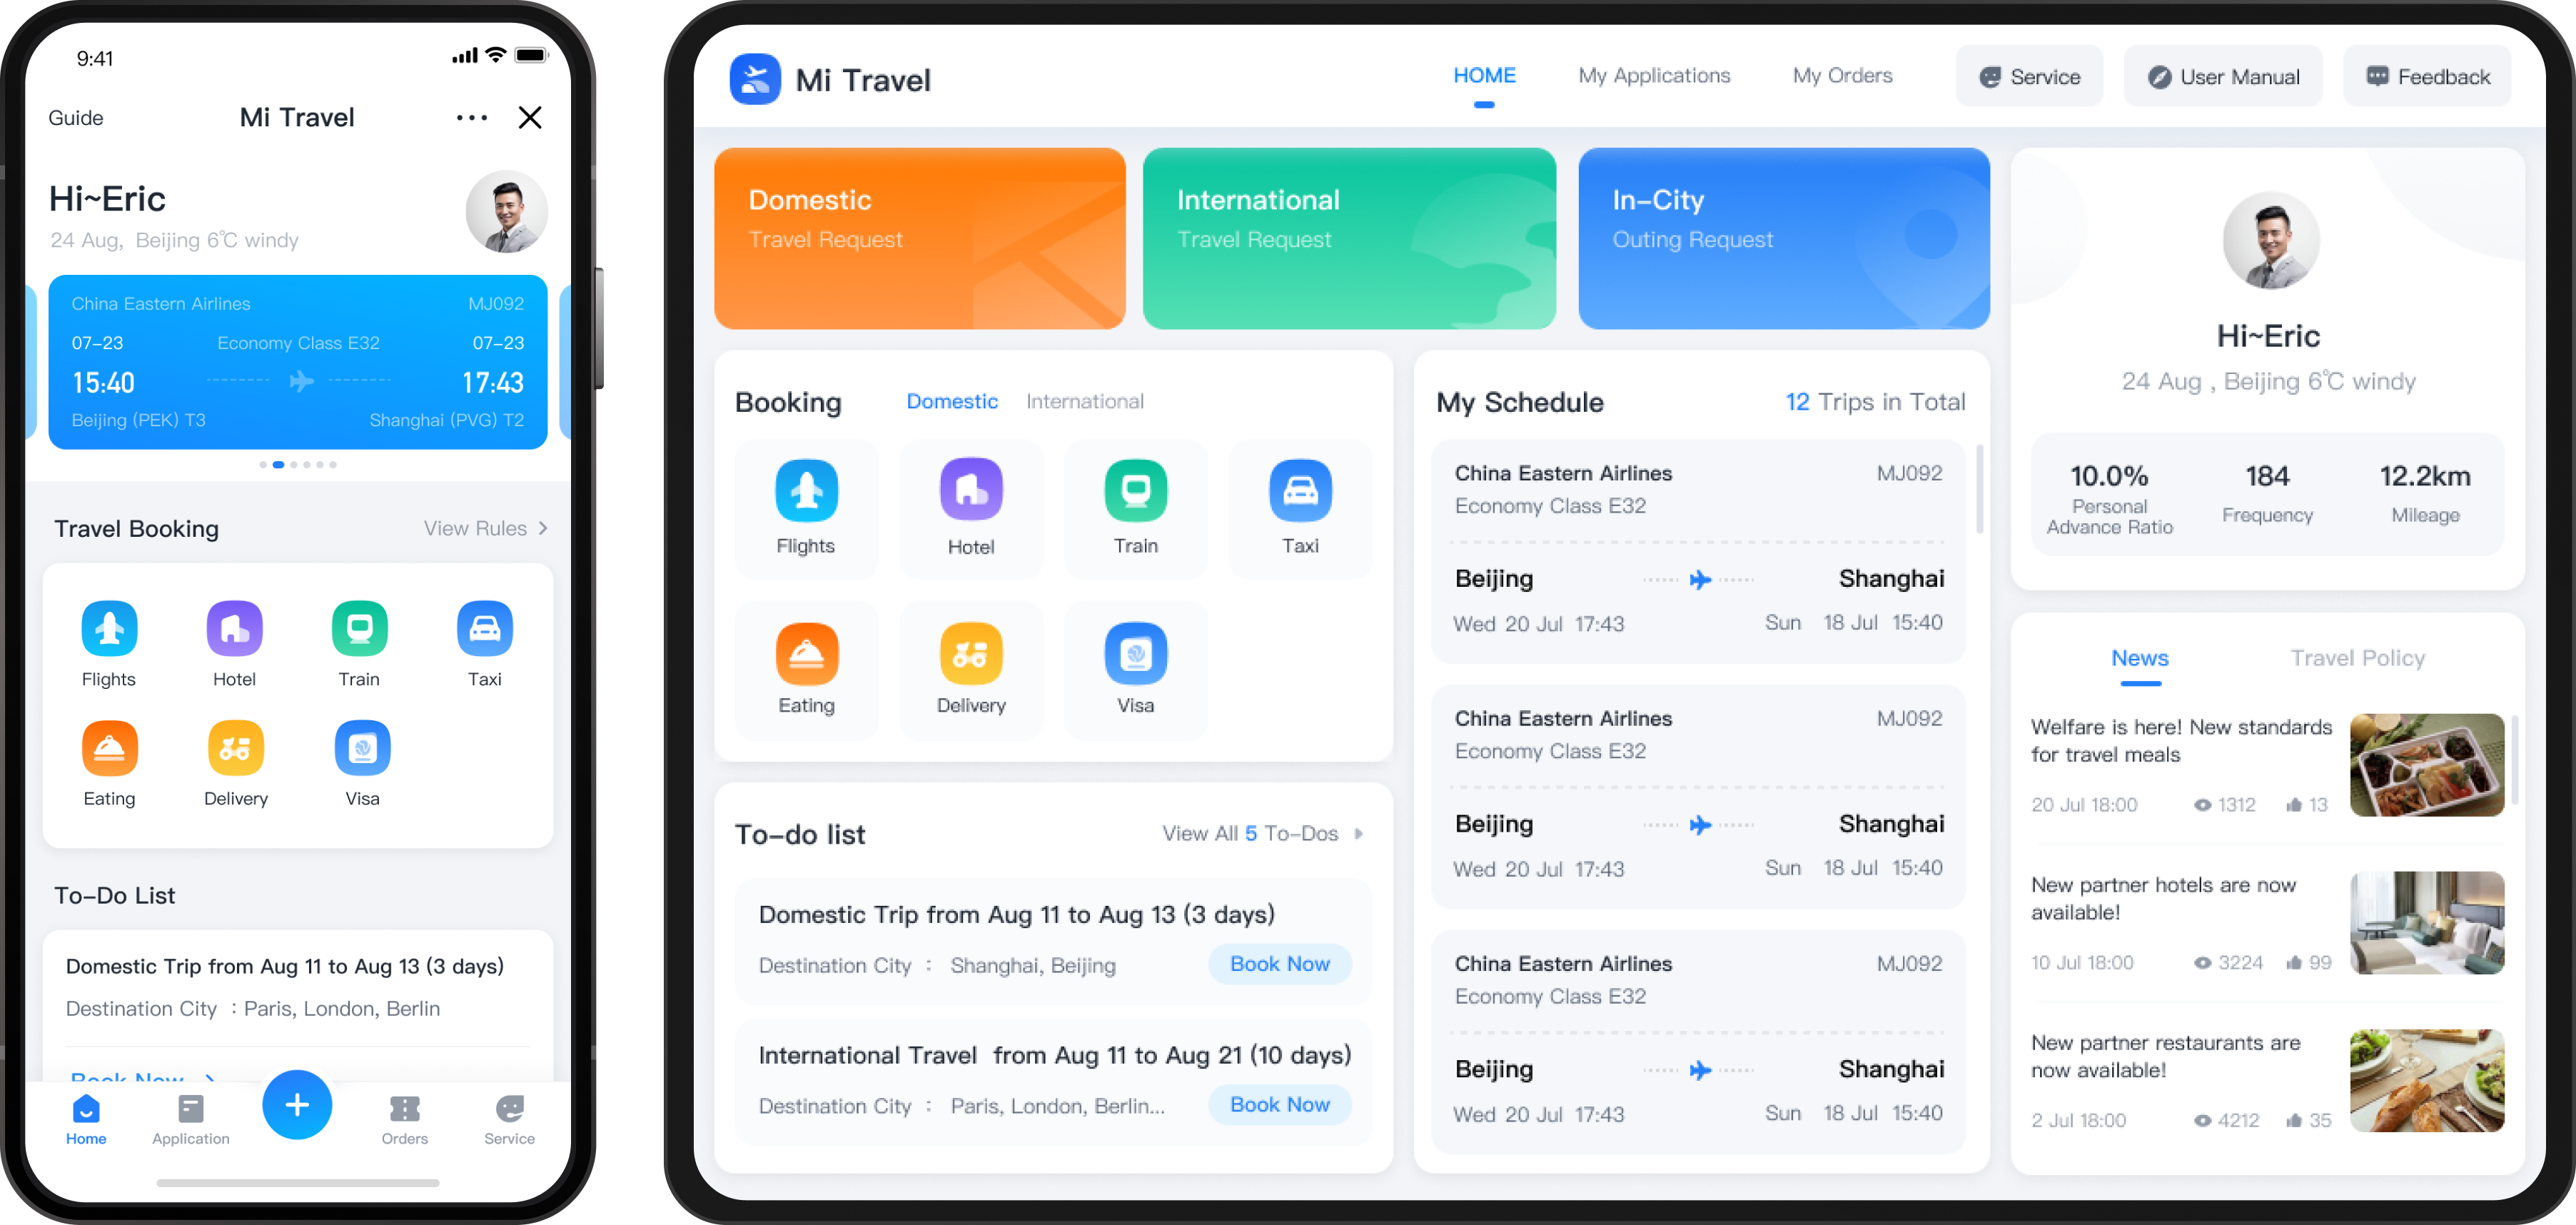 9:41
Guide
Mi Travel
Hi~Eric
24 Aug, Beijing 6℃ windy
China Eastern Airlines MJ092
07-23 Economy Class E32 07-23
15:40 17:43
Beijing (PEK) T3 Shanghai (PVG) T2
Travel Booking View Rules
Flights Hotel Train Taxi
Eating Delivery Visa
To-Do List
Domestic Trip from Aug 11 to Aug 13 (3 days)
Destination City : Paris, London, Berlin
Book Now
Home Application Orders Service
Mi Travel
HOME My Applications My Orders Service User Manual Feedback
Domestic
Travel Request
International
Travel Request
In-City
Outing Request
Booking Domestic International
Flights Hotel Train Taxi
Eating Delivery Visa
To-do list View All 5 To-Dos
Domestic Trip from Aug 11 to Aug 13 (3 days)
Destination City : Shanghai, Beijing Book Now
International Travel from Aug 11 to Aug 21 (10 days)
Destination City : Paris, London, Berlin... Book Now
My Schedule 12 Trips in Total
China Eastern Airlines MJ092
Economy Class E32
Beijing Shanghai
Wed 20 Jul 17:43 Sun 18 Jul 15:40
China Eastern Airlines MJ092
Economy Class E32
Beijing Shanghai
Wed 20 Jul 17:43 Sun 18 Jul 15:40
China Eastern Airlines MJ092
Economy Class E32
Beijing Shanghai
Wed 20 Jul 17:43 Sun 18 Jul 15:40
Hi~Eric
24 Aug , Beijing 6℃ windy
10.0% 184 12.2km
Personal
Advance Ratio
Frequency
Mileage
News Travel Policy
Welfare is here! New standards
for travel meals
20 Jul 18:00 1312 13
New partner hotels are now
available!
10 Jul 18:00 3224 99
New partner restaurants are
now available!
2 Jul 18:00 4212 35